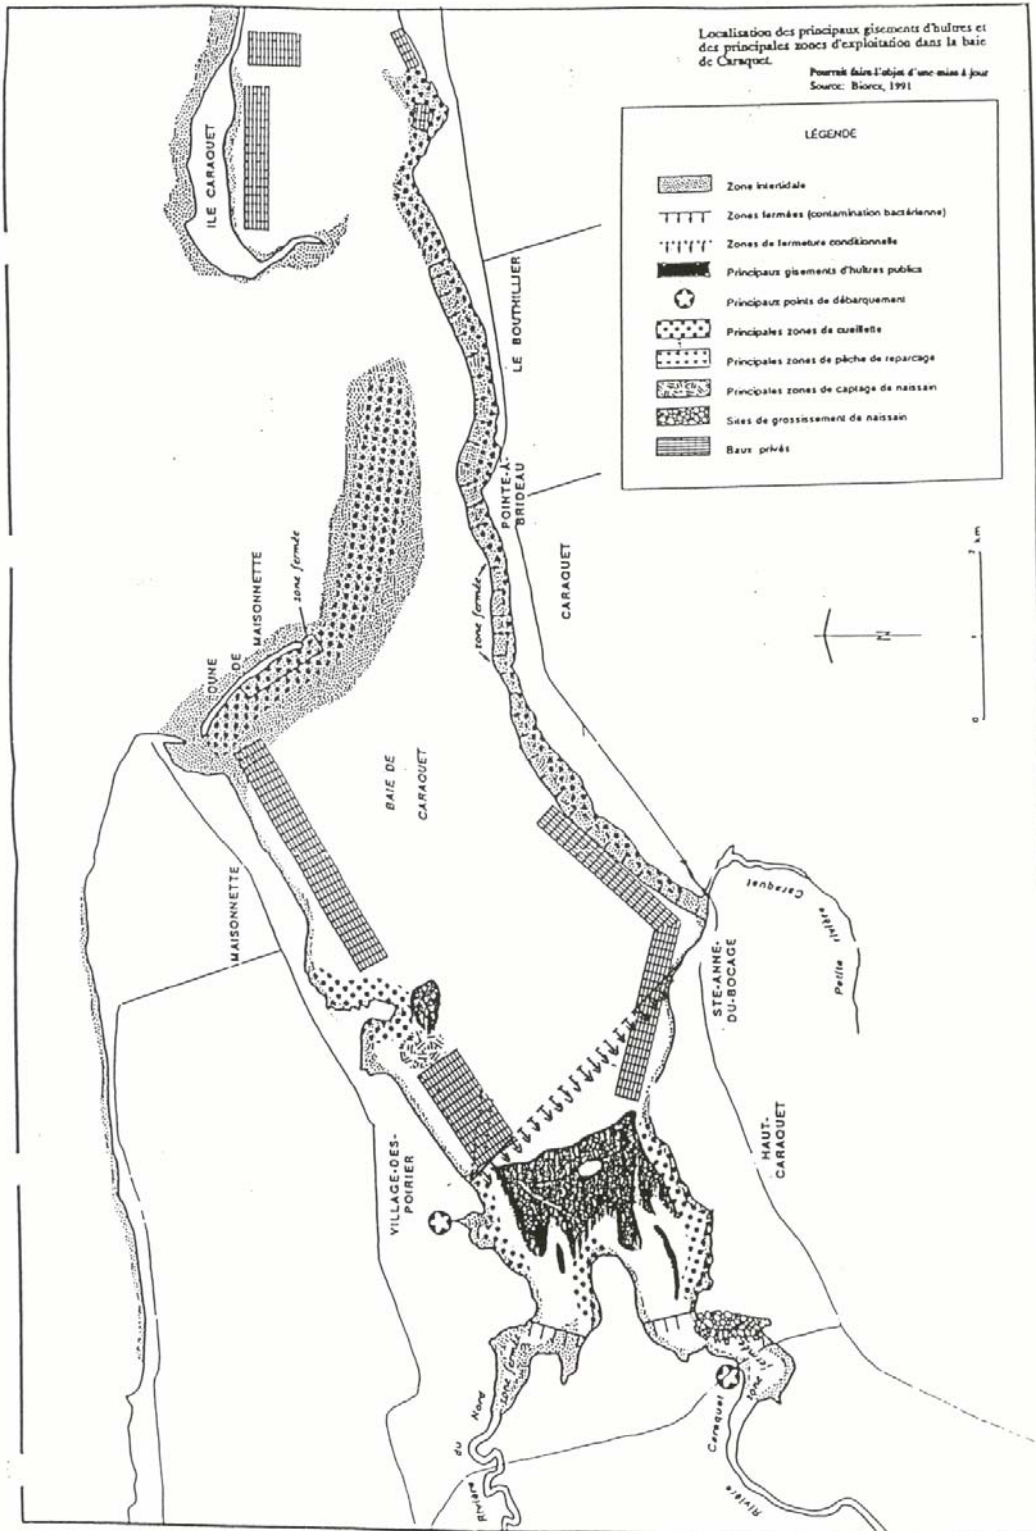 Localisation des principaux gisements d'huîtres et
des principales zones d'exploitation dans la baie
de Caraquet.
Pourrait faire l'objet d'une mise à jour
Source: Biorex, 1991
LÉGENDE
Zone intertidale
Zones fermées (contamination bactérienne)
Zones de fermeture conditionnelle
Principaux gisements d'huîtres publics
Principaux points de débarquement
Principales zones de cueillette
Principales zones de pêche de reparcage
Principales zones de captage de naissain
Sites de grossissement de naissain
Baux privés
ILE CARAQUET
LE BOUTHILLIER
POINTE-À-
BRIDEAU
zone fermée
CARAQUET
DUNE
DE
MAISONNETTE
zone fermée
BAIE DE
CARAQUET
MAISONNETTE
STE-ANNE-
DU-BOCAGE
Petite rivière
Caraquet
HAUT-
CARAQUET
VILLAGE-DES-
POIRIER
Rivière du Nord
zone fermée
Rivière
Caraquet
zone fermée
N
0
1
2 km